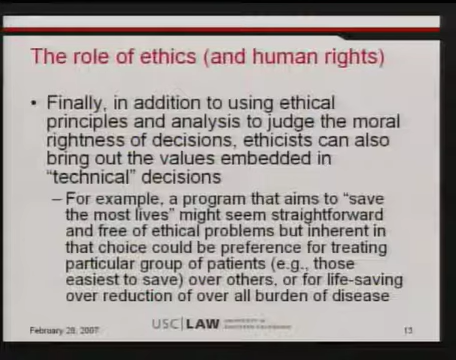 The role of ethics (and human rights)
• Finally, in addition to using ethical
principles and analysis to judge the moral
rightness of decisions, ethicists can also
bring out the values embedded in
"technical" decisions
– For example, a program that aims to "save
the most lives" might seem straightforward
and free of ethical problems but inherent in
that choice could be preference for treating
particular group of patients (e.g., those
easiest to save) over others, or for life-saving
over reduction of over all burden of disease
February 28, 2007
USC|LAW
13